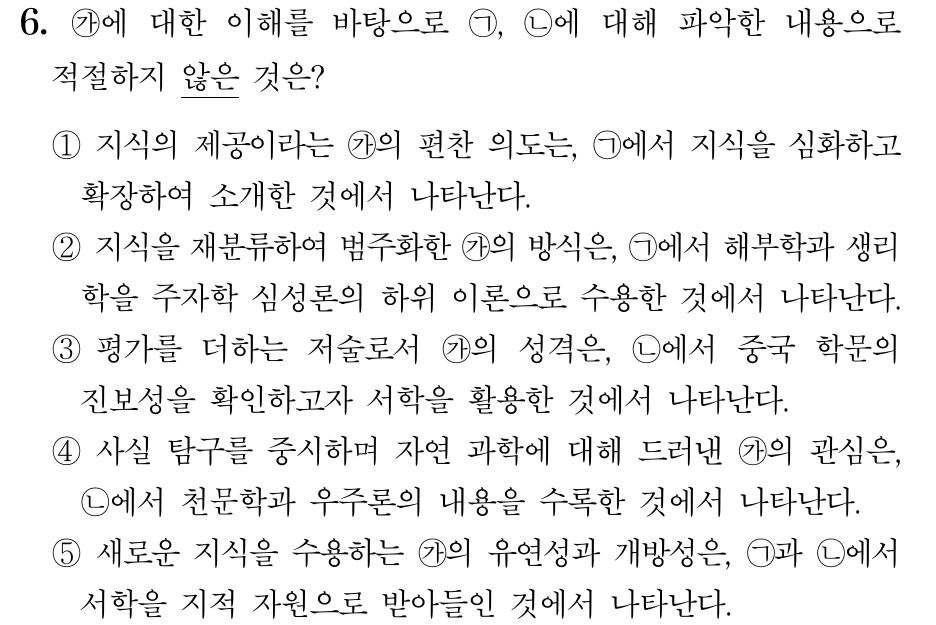 6. ㉮에 대한 이해를 바탕으로 ㉠, ㉡에 대해 파악한 내용으로
적절하지 않은 것은?
① 지식의 제공이라는 ㉮의 편찬 의도는, ㉠에서 지식을 심화하고
확장하여 소개한 것에서 나타난다.
② 지식을 재분류하여 범주화한 ㉮의 방식은, ㉠에서 해부학과 생리
학을 주자학 심성론의 하위 이론으로 수용한 것에서 나타난다.
③ 평가를 더하는 저술로서 ㉮의 성격은, ㉡에서 중국 학문의
진보성을 확인하고자 서학을 활용한 것에서 나타난다.
④ 사실 탐구를 중시하며 자연 과학에 대해 드러낸 ㉮의 관심은,
㉡에서 천문학과 우주론의 내용을 수록한 것에서 나타난다.
⑤ 새로운 지식을 수용하는 ㉮의 유연성과 개방성은, ㉠과 ㉡에서
서학을 지적 자원으로 받아들인 것에서 나타난다.